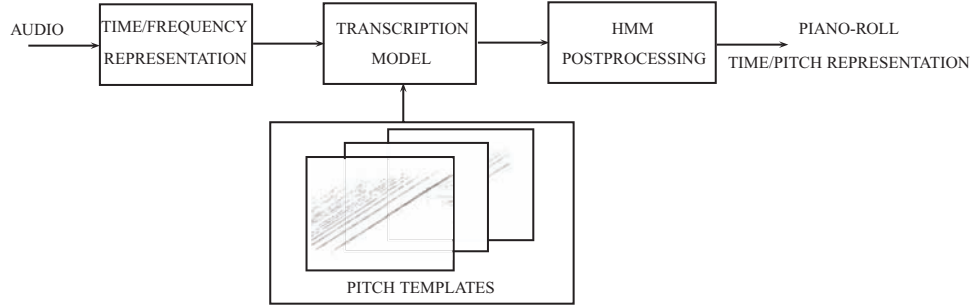 AUDIO
TIME/FREQUENCY
REPRESENTATION
TRANSCRIPTION
MODEL
HMM
POSTPROCESSING
PIANO-ROLL
TIME/PITCH REPRESENTATION
PITCH TEMPLATES